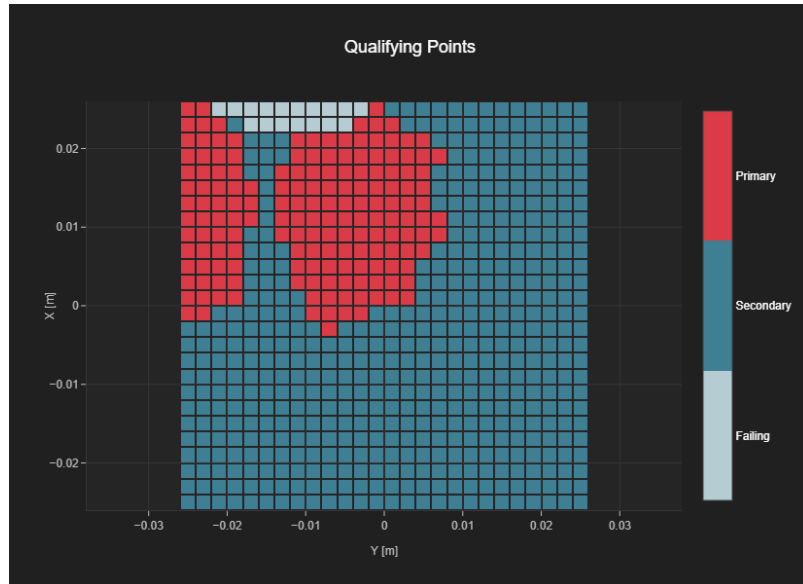 Qualifying Points
Primary
Secondary
Failing
0.02
0.01
0
−0.01
−0.02
X [m]
−0.03
−0.02
−0.01
0
0.01
0.02
0.03
Y [m]